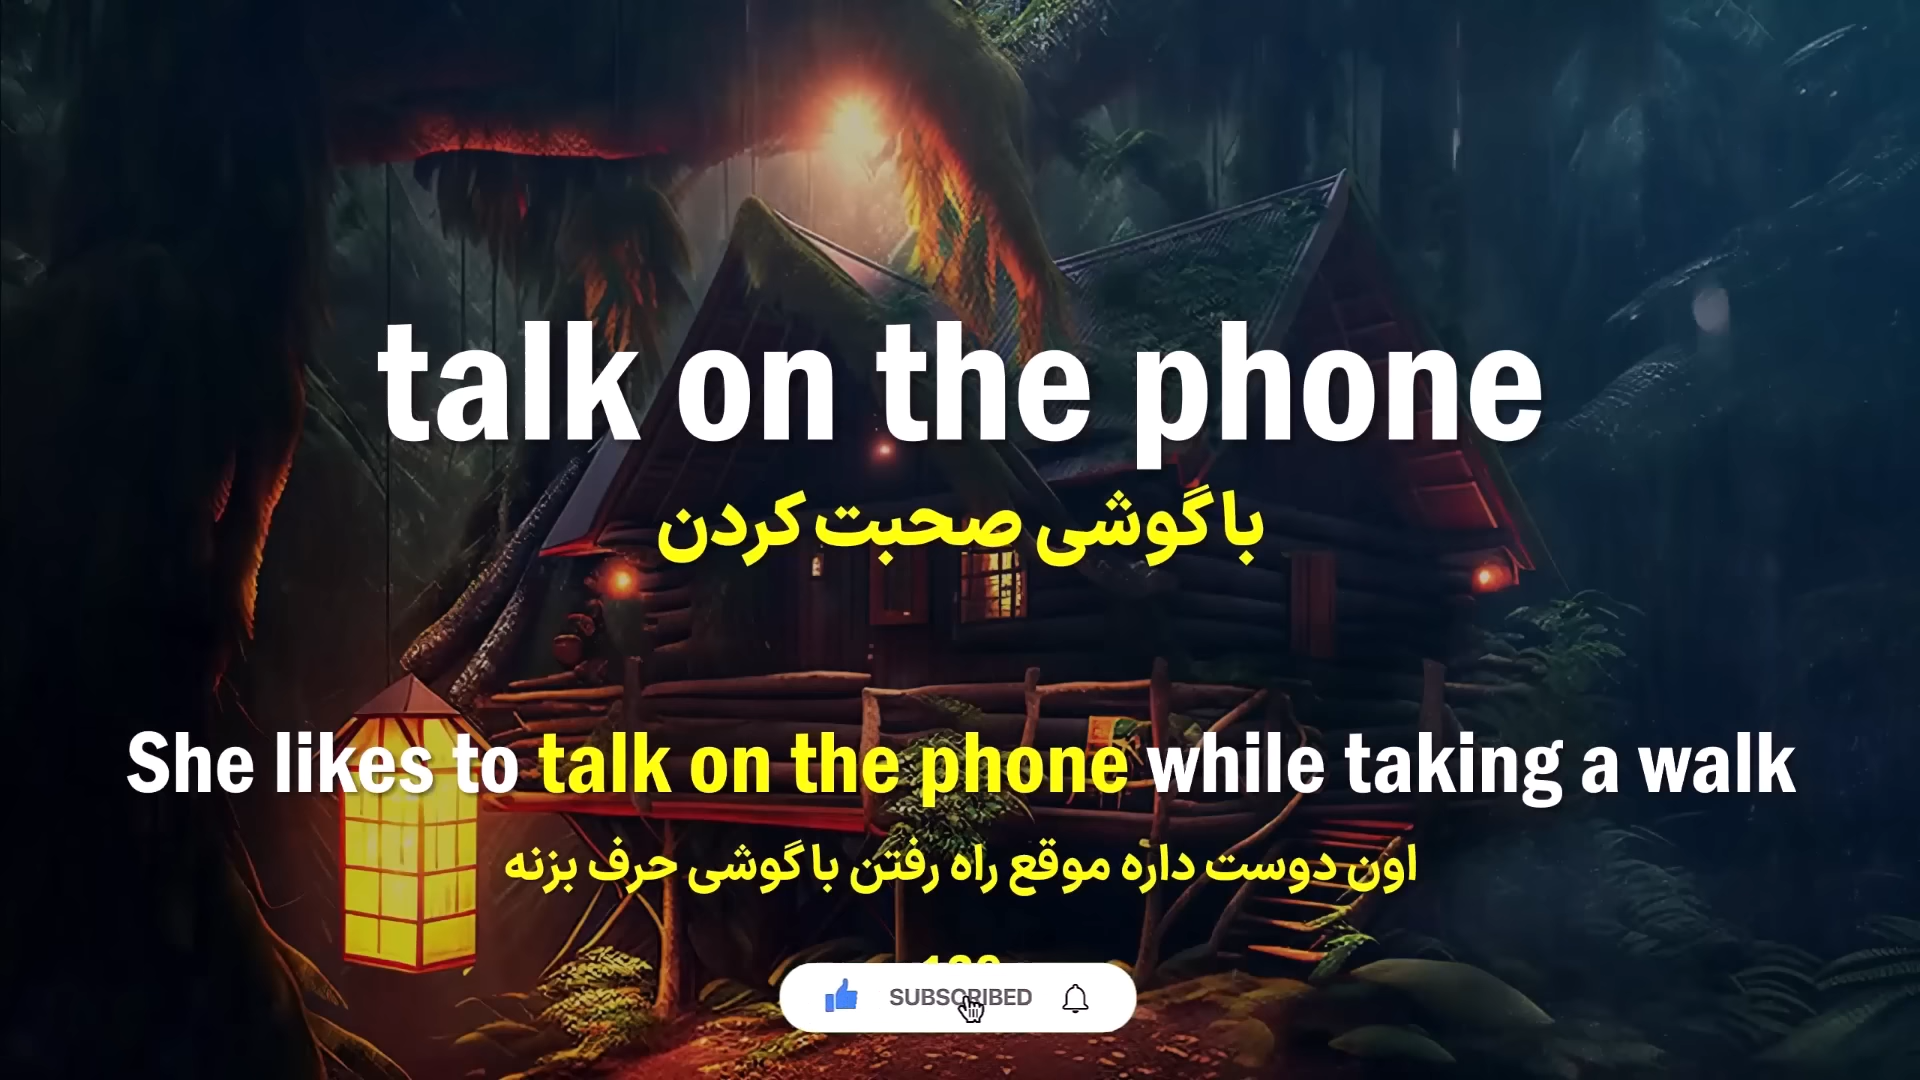 talk on the phone
با گوشی صحبت کردن
She likes to talk on the phone while taking a walk
اون دوست داره موقع راه رفتن با گوشی حرف بزنه
SUBSCRIBED